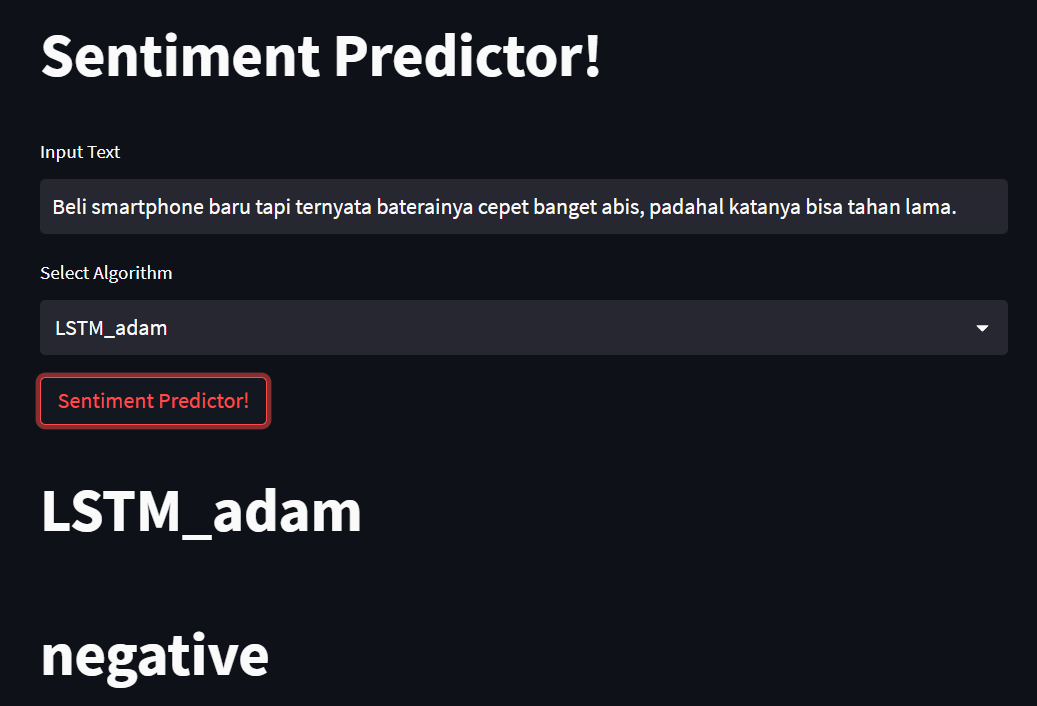 Sentiment Predictor!
Input Text
Beli smartphone baru tapi ternyata baterainya cepet banget abis, padahal katanya bisa tahan lama.
Select Algorithm
LSTM_adam
Sentiment Predictor!
LSTM_adam
negative